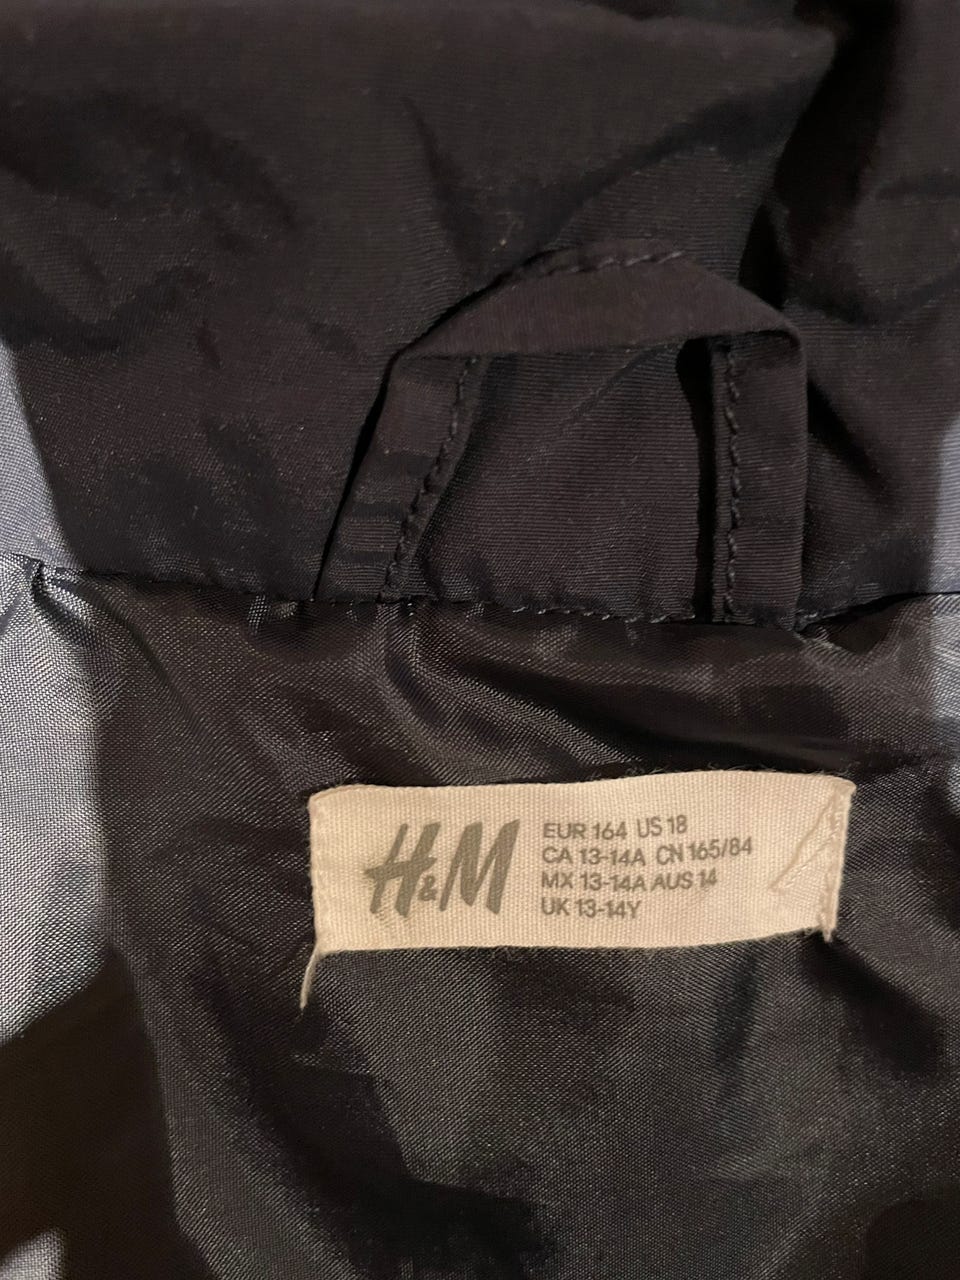 H&M
EUR 164 US 18
CA 13-14A CN 165/84
MX 13-14A AUS 14
UK 13-14Y